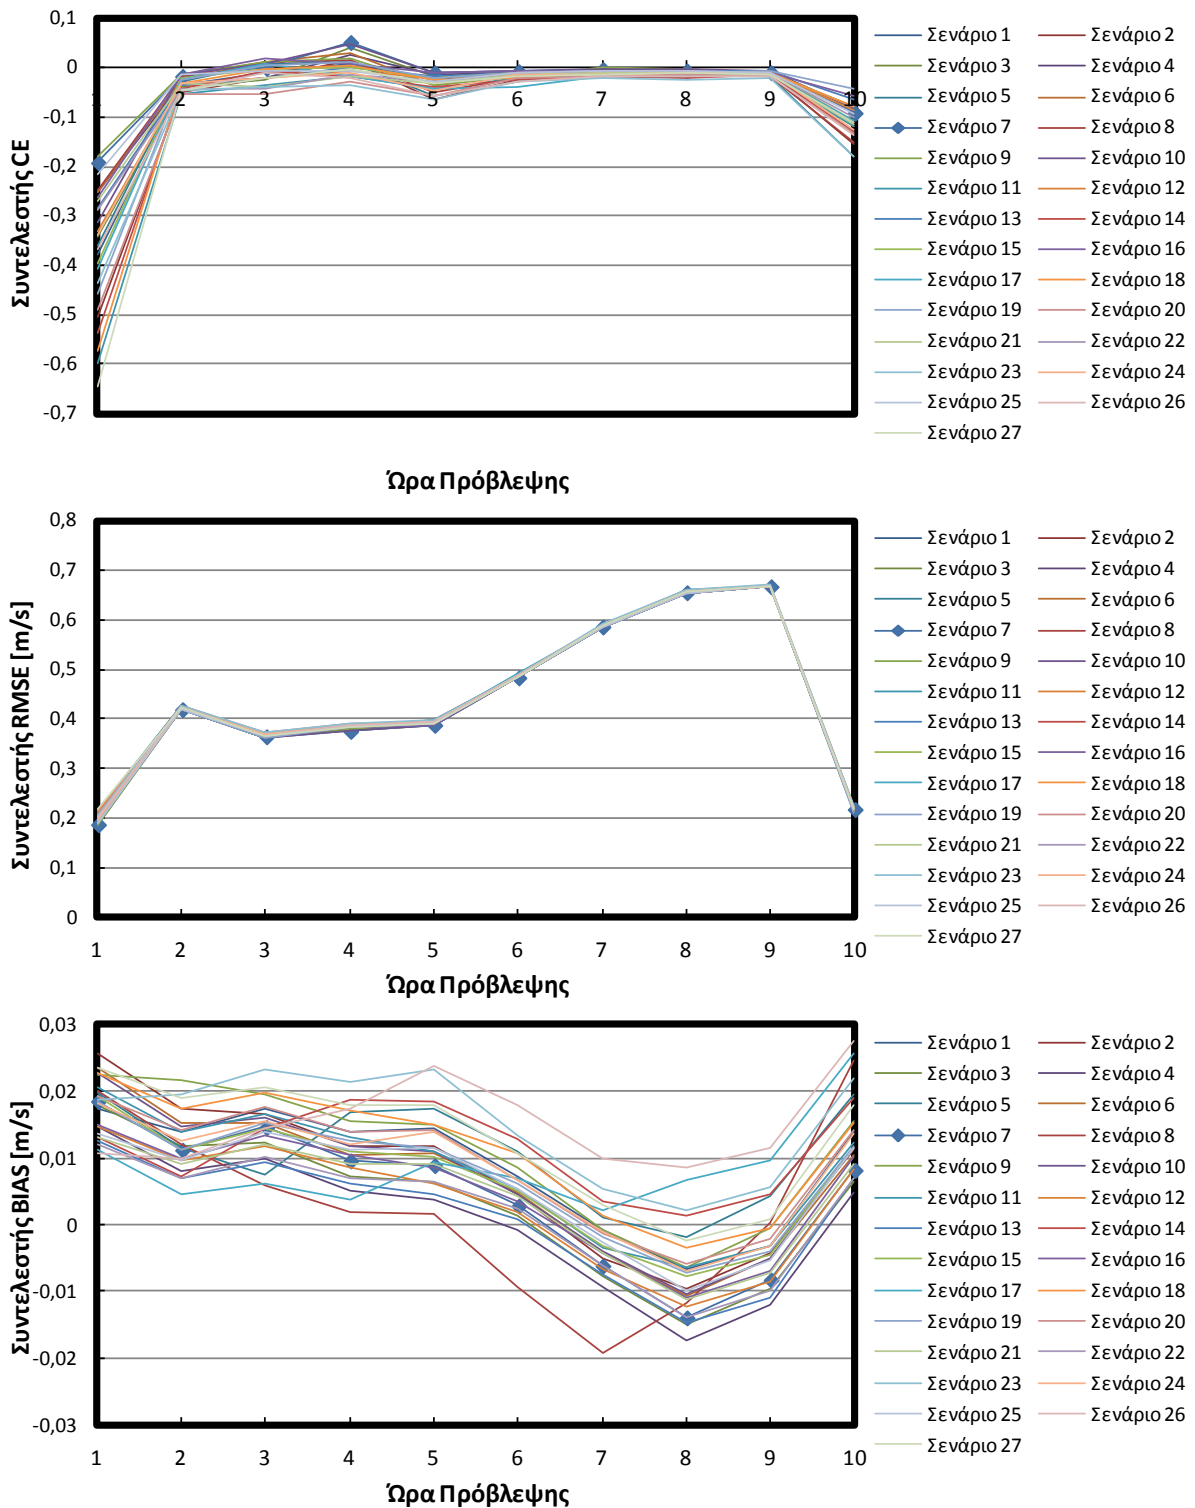 0,1
0
-0,1
-0,2
-0,3
-0,4
-0,5
-0,6
-0,7
2 3 4 5 6 7 8 9 10
Συντελεστής CE
Ώρα Πρόβλεψης
Σενάριο 1 Σενάριο 2
Σενάριο 3 Σενάριο 4
Σενάριο 5 Σενάριο 6
Σενάριο 7 Σενάριο 8
Σενάριο 9 Σενάριο 10
Σενάριο 11 Σενάριο 12
Σενάριο 13 Σενάριο 14
Σενάριο 15 Σενάριο 16
Σενάριο 17 Σενάριο 18
Σενάριο 19 Σενάριο 20
Σενάριο 21 Σενάριο 22
Σενάριο 23 Σενάριο 24
Σενάριο 25 Σενάριο 26
Σενάριο 27
0,8
0,7
0,6
0,5
0,4
0,3
0,2
0,1
0
1 2 3 4 5 6 7 8 9 10
Συντελεστής RMSE [m/s]
Ώρα Πρόβλεψης
Σενάριο 1 Σενάριο 2
Σενάριο 3 Σενάριο 4
Σενάριο 5 Σενάριο 6
Σενάριο 7 Σενάριο 8
Σενάριο 9 Σενάριο 10
Σενάριο 11 Σενάριο 12
Σενάριο 13 Σενάριο 14
Σενάριο 15 Σενάριο 16
Σενάριο 17 Σενάριο 18
Σενάριο 19 Σενάριο 20
Σενάριο 21 Σενάριο 22
Σενάριο 23 Σενάριο 24
Σενάριο 25 Σενάριο 26
Σενάριο 27
0,03
0,02
0,01
0
-0,01
-0,02
-0,03
1 2 3 4 5 6 7 8 9 10
Συντελεστής BIAS [m/s]
Ώρα Πρόβλεψης
Σενάριο 1 Σενάριο 2
Σενάριο 3 Σενάριο 4
Σενάριο 5 Σενάριο 6
Σενάριο 7 Σενάριο 8
Σενάριο 9 Σενάριο 10
Σενάριο 11 Σενάριο 12
Σενάριο 13 Σενάριο 14
Σενάριο 15 Σενάριο 16
Σενάριο 17 Σενάριο 18
Σενάριο 19 Σενάριο 20
Σενάριο 21 Σενάριο 22
Σενάριο 23 Σενάριο 24
Σενάριο 25 Σενάριο 26
Σενάριο 27